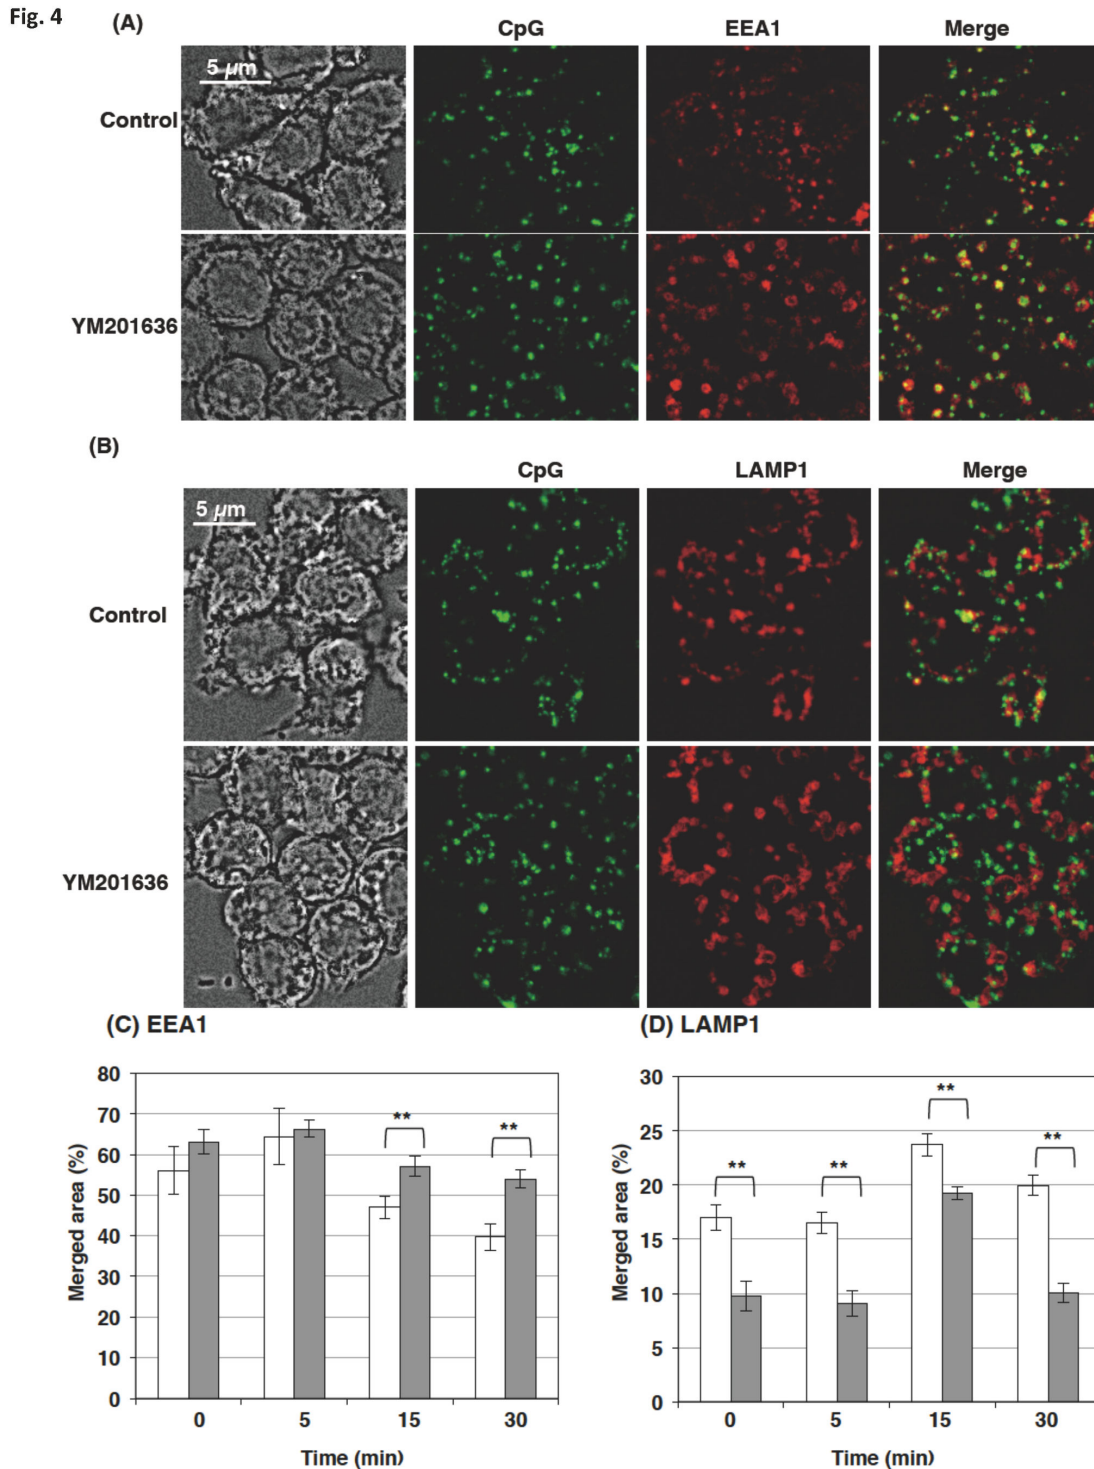 Fig. 4
(A)
CpG
EEA1
Merge
5 µm
Control
YM201636
(B)
CpG
LAMP1
Merge
5 µm
Control
YM201636
(C) EEA1
(D) LAMP1
Merged area (%)
80
70
60
50
40
30
20
10
0
**
**
0
5
15
30
Time (min)
Merged area (%)
30
25
20
15
10
5
0
**
**
**
**
0
5
15
30
Time (min)